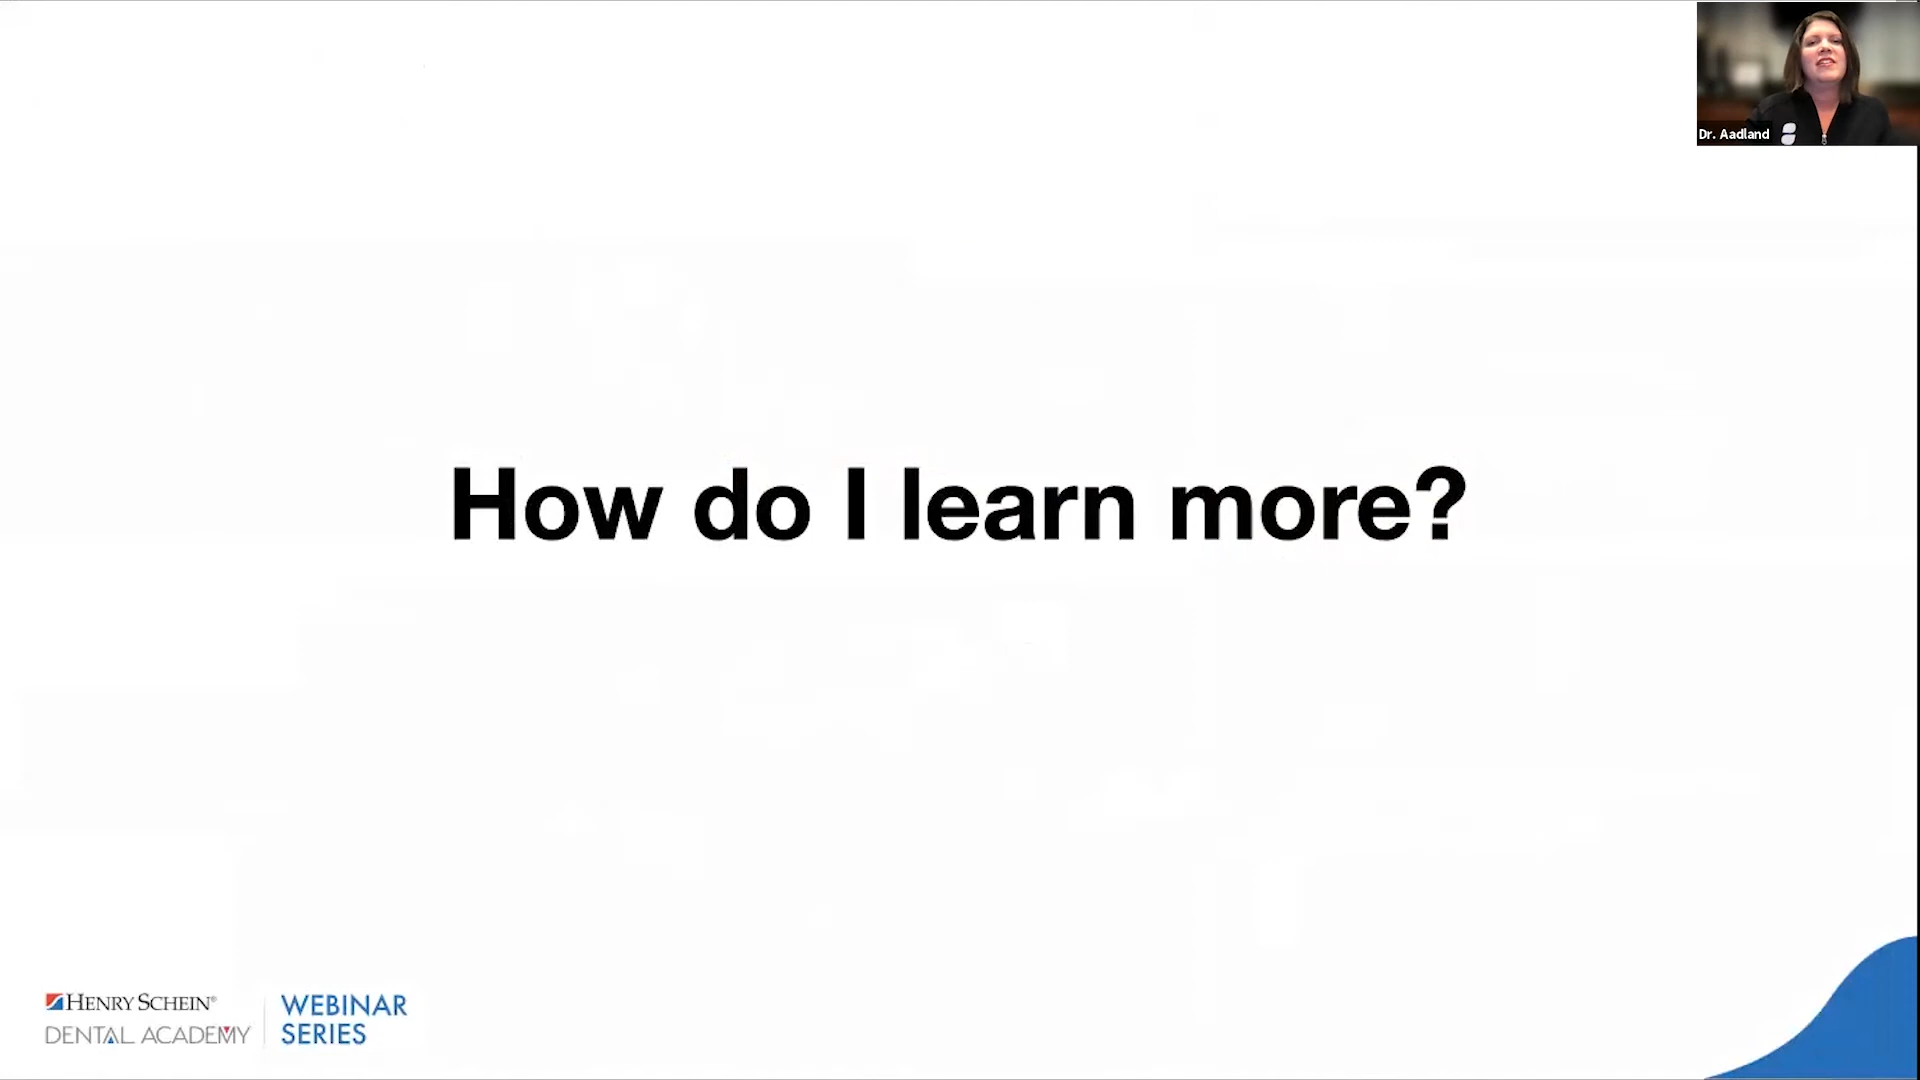 Dr. Aadland
How do I learn more?
HENRY SCHEIN®
DENTAL ACADEMY
WEBINAR
SERIES